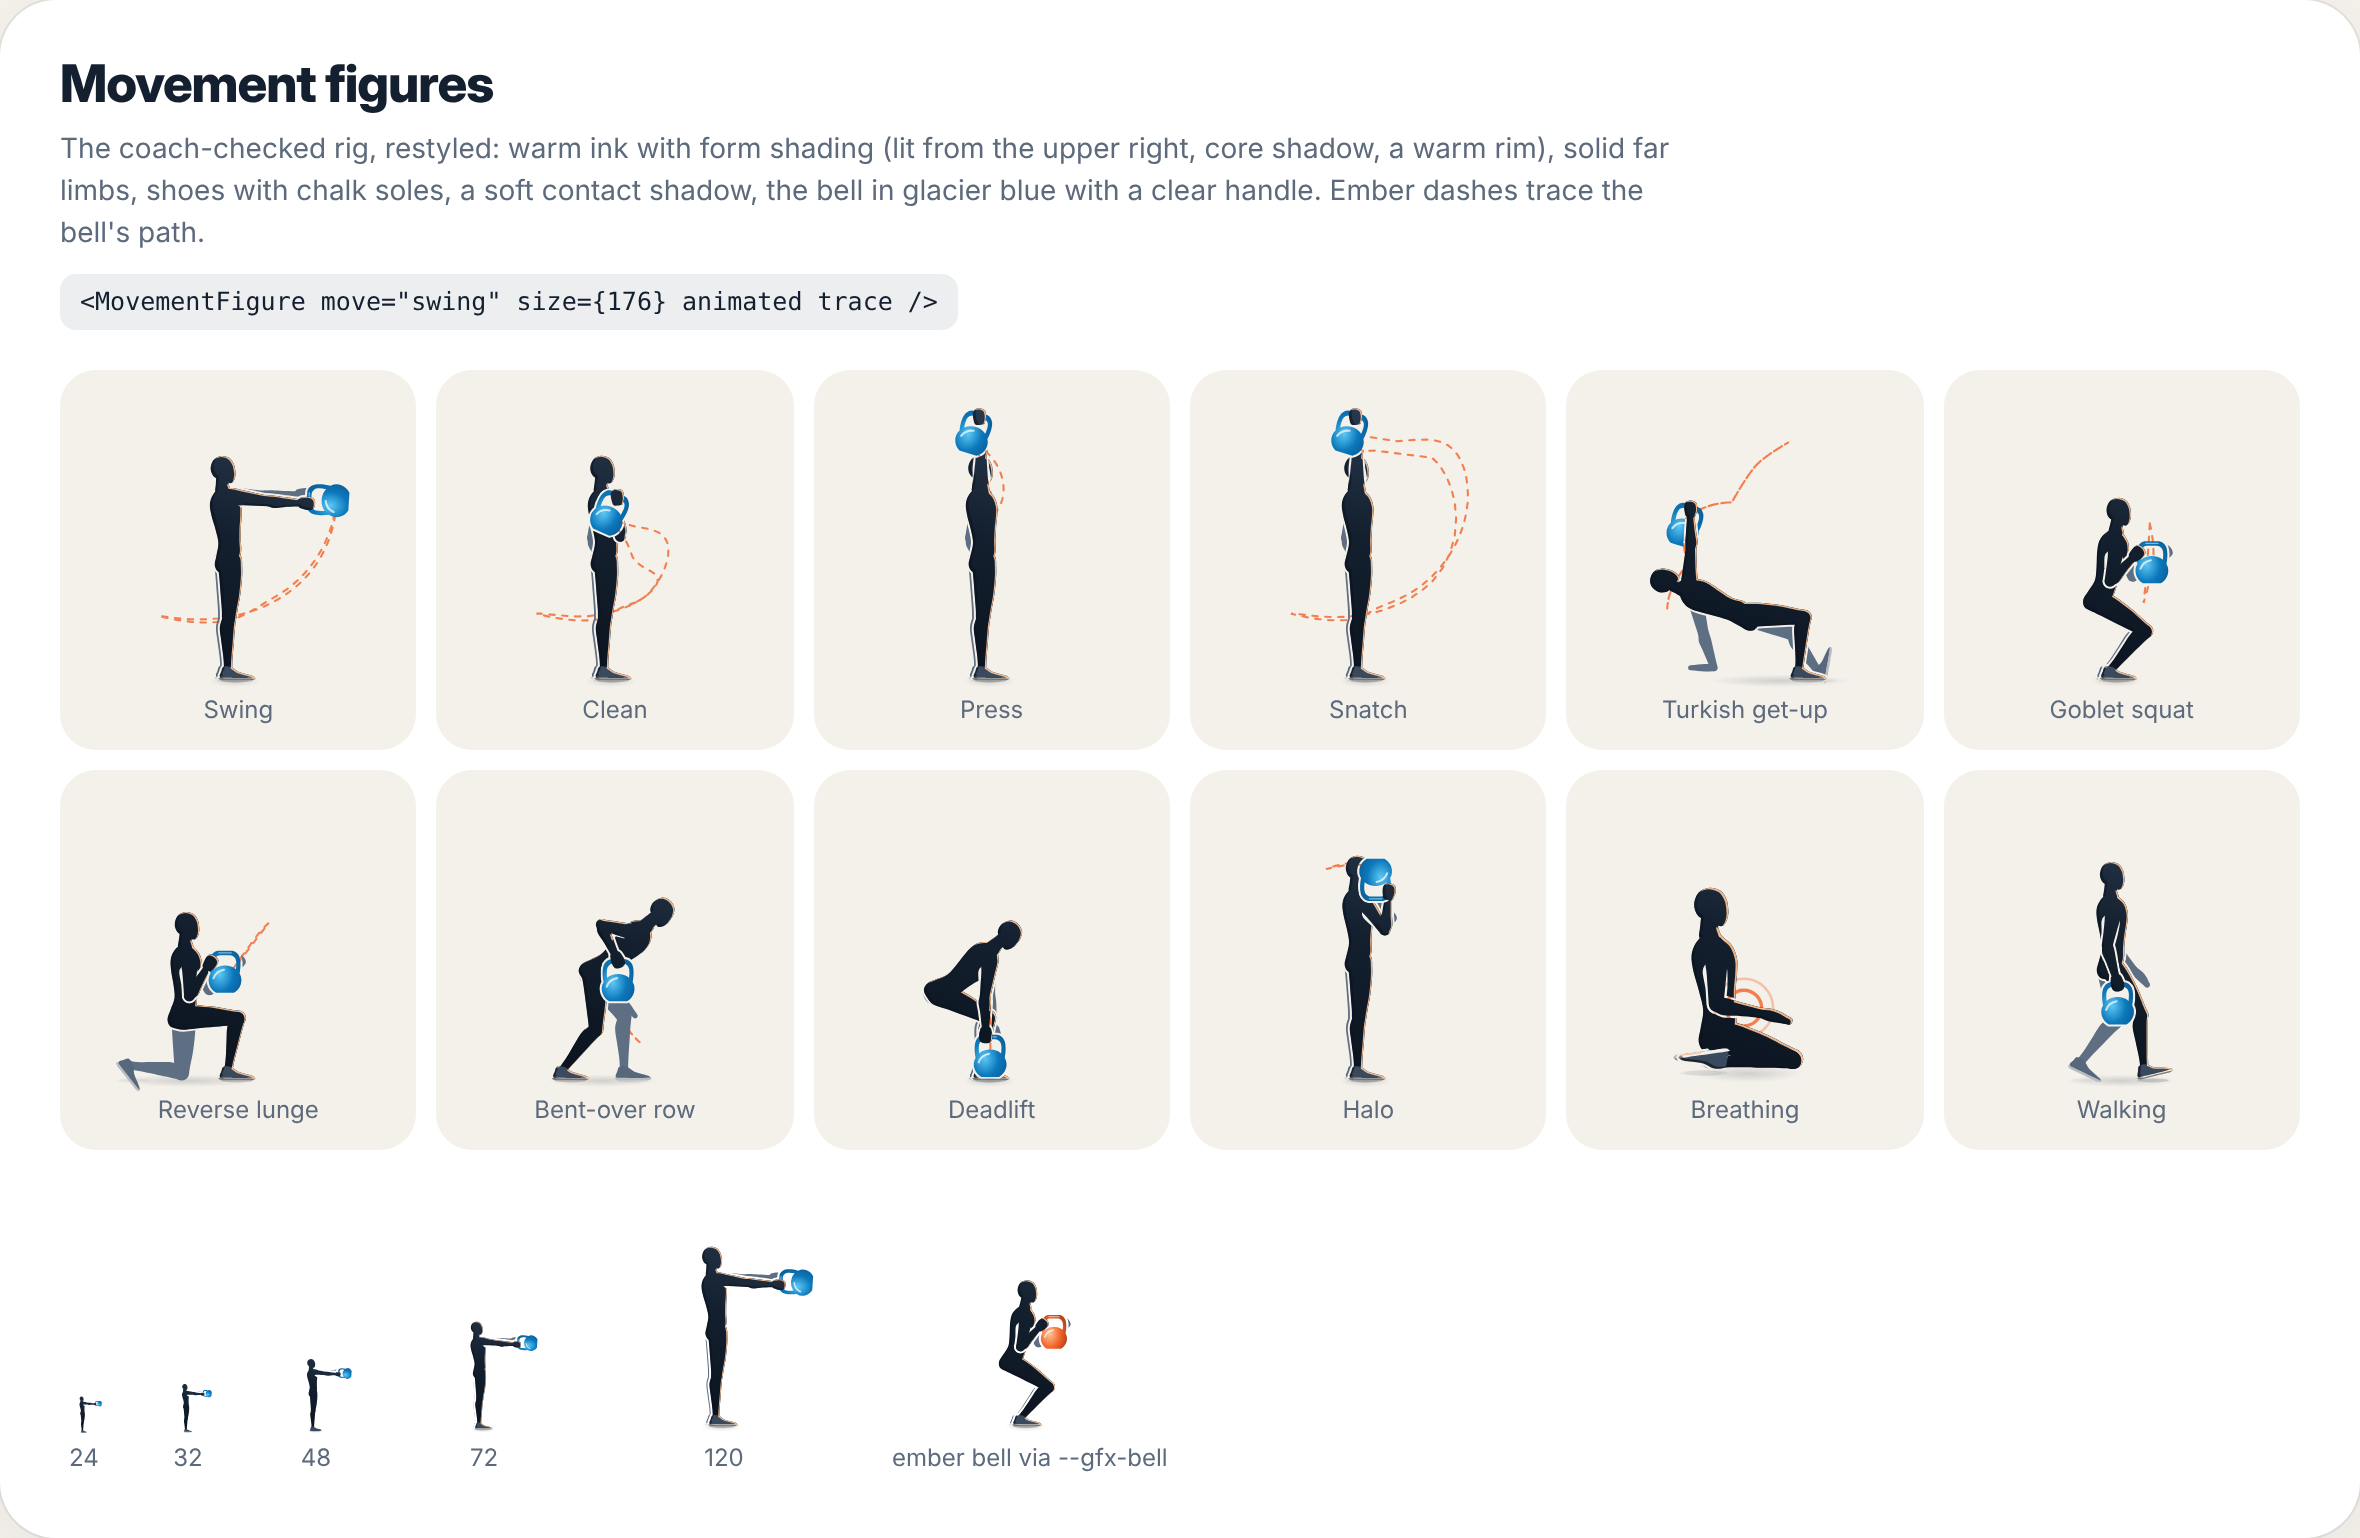 Movement figures
The coach-checked rig, restyled: warm ink with form shading (lit from the upper right, core shadow, a warm rim), solid far
limbs, shoes with chalk soles, a soft contact shadow, the bell in glacier blue with a clear handle. Ember dashes trace the
bell's path.
<MovementFigure move="swing" size={176} animated trace />
Swing
Clean
Press
Snatch
Turkish get-up
Goblet squat
Reverse lunge
Bent-over row
Deadlift
Halo
Breathing
Walking
24
32
48
72
120
ember bell via --gfx-bell